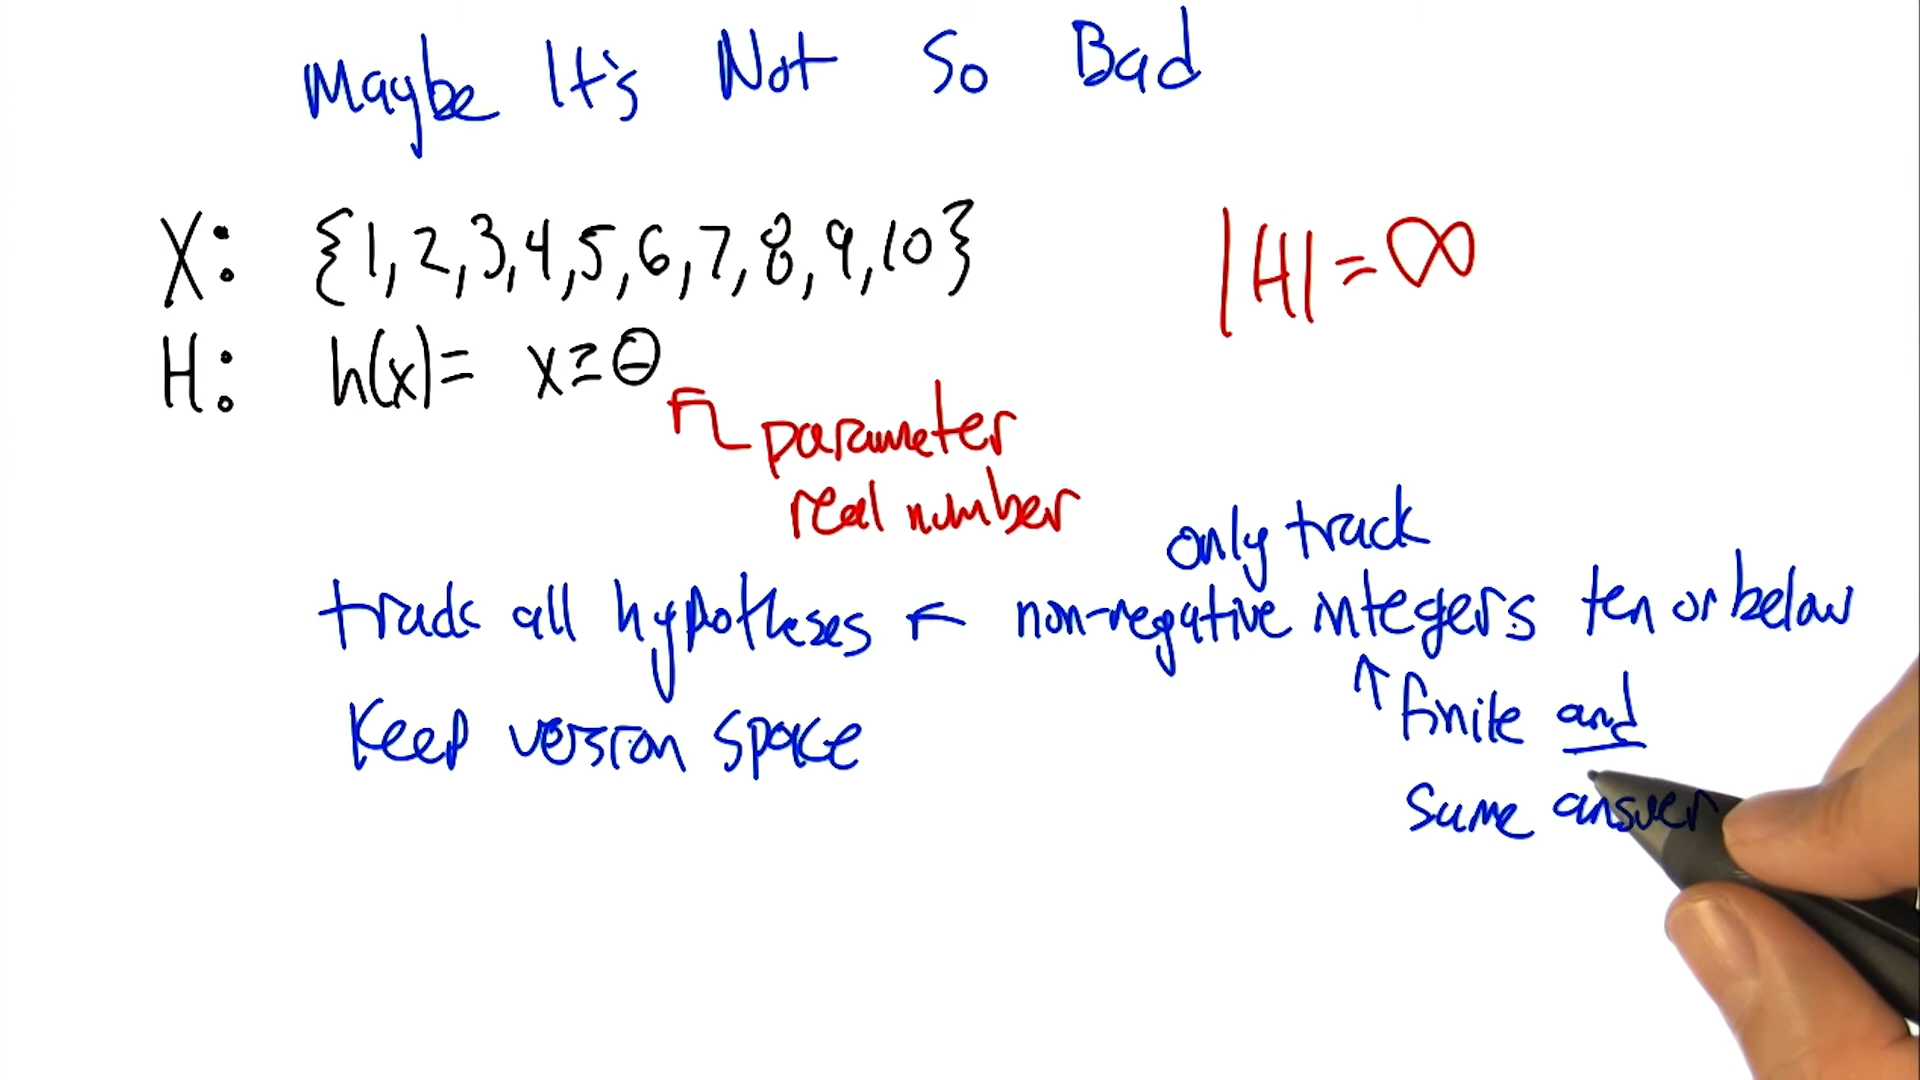 Maybe It's Not So Bad
X: {1,2,3,4,5,6,7,8,9,10}
|H|=∞
H: h(x)= x≥θ
parameter
real number
only track
track all hypotheses ← non-negative integers ten or below
↑ finite and
Keep version space
same answer